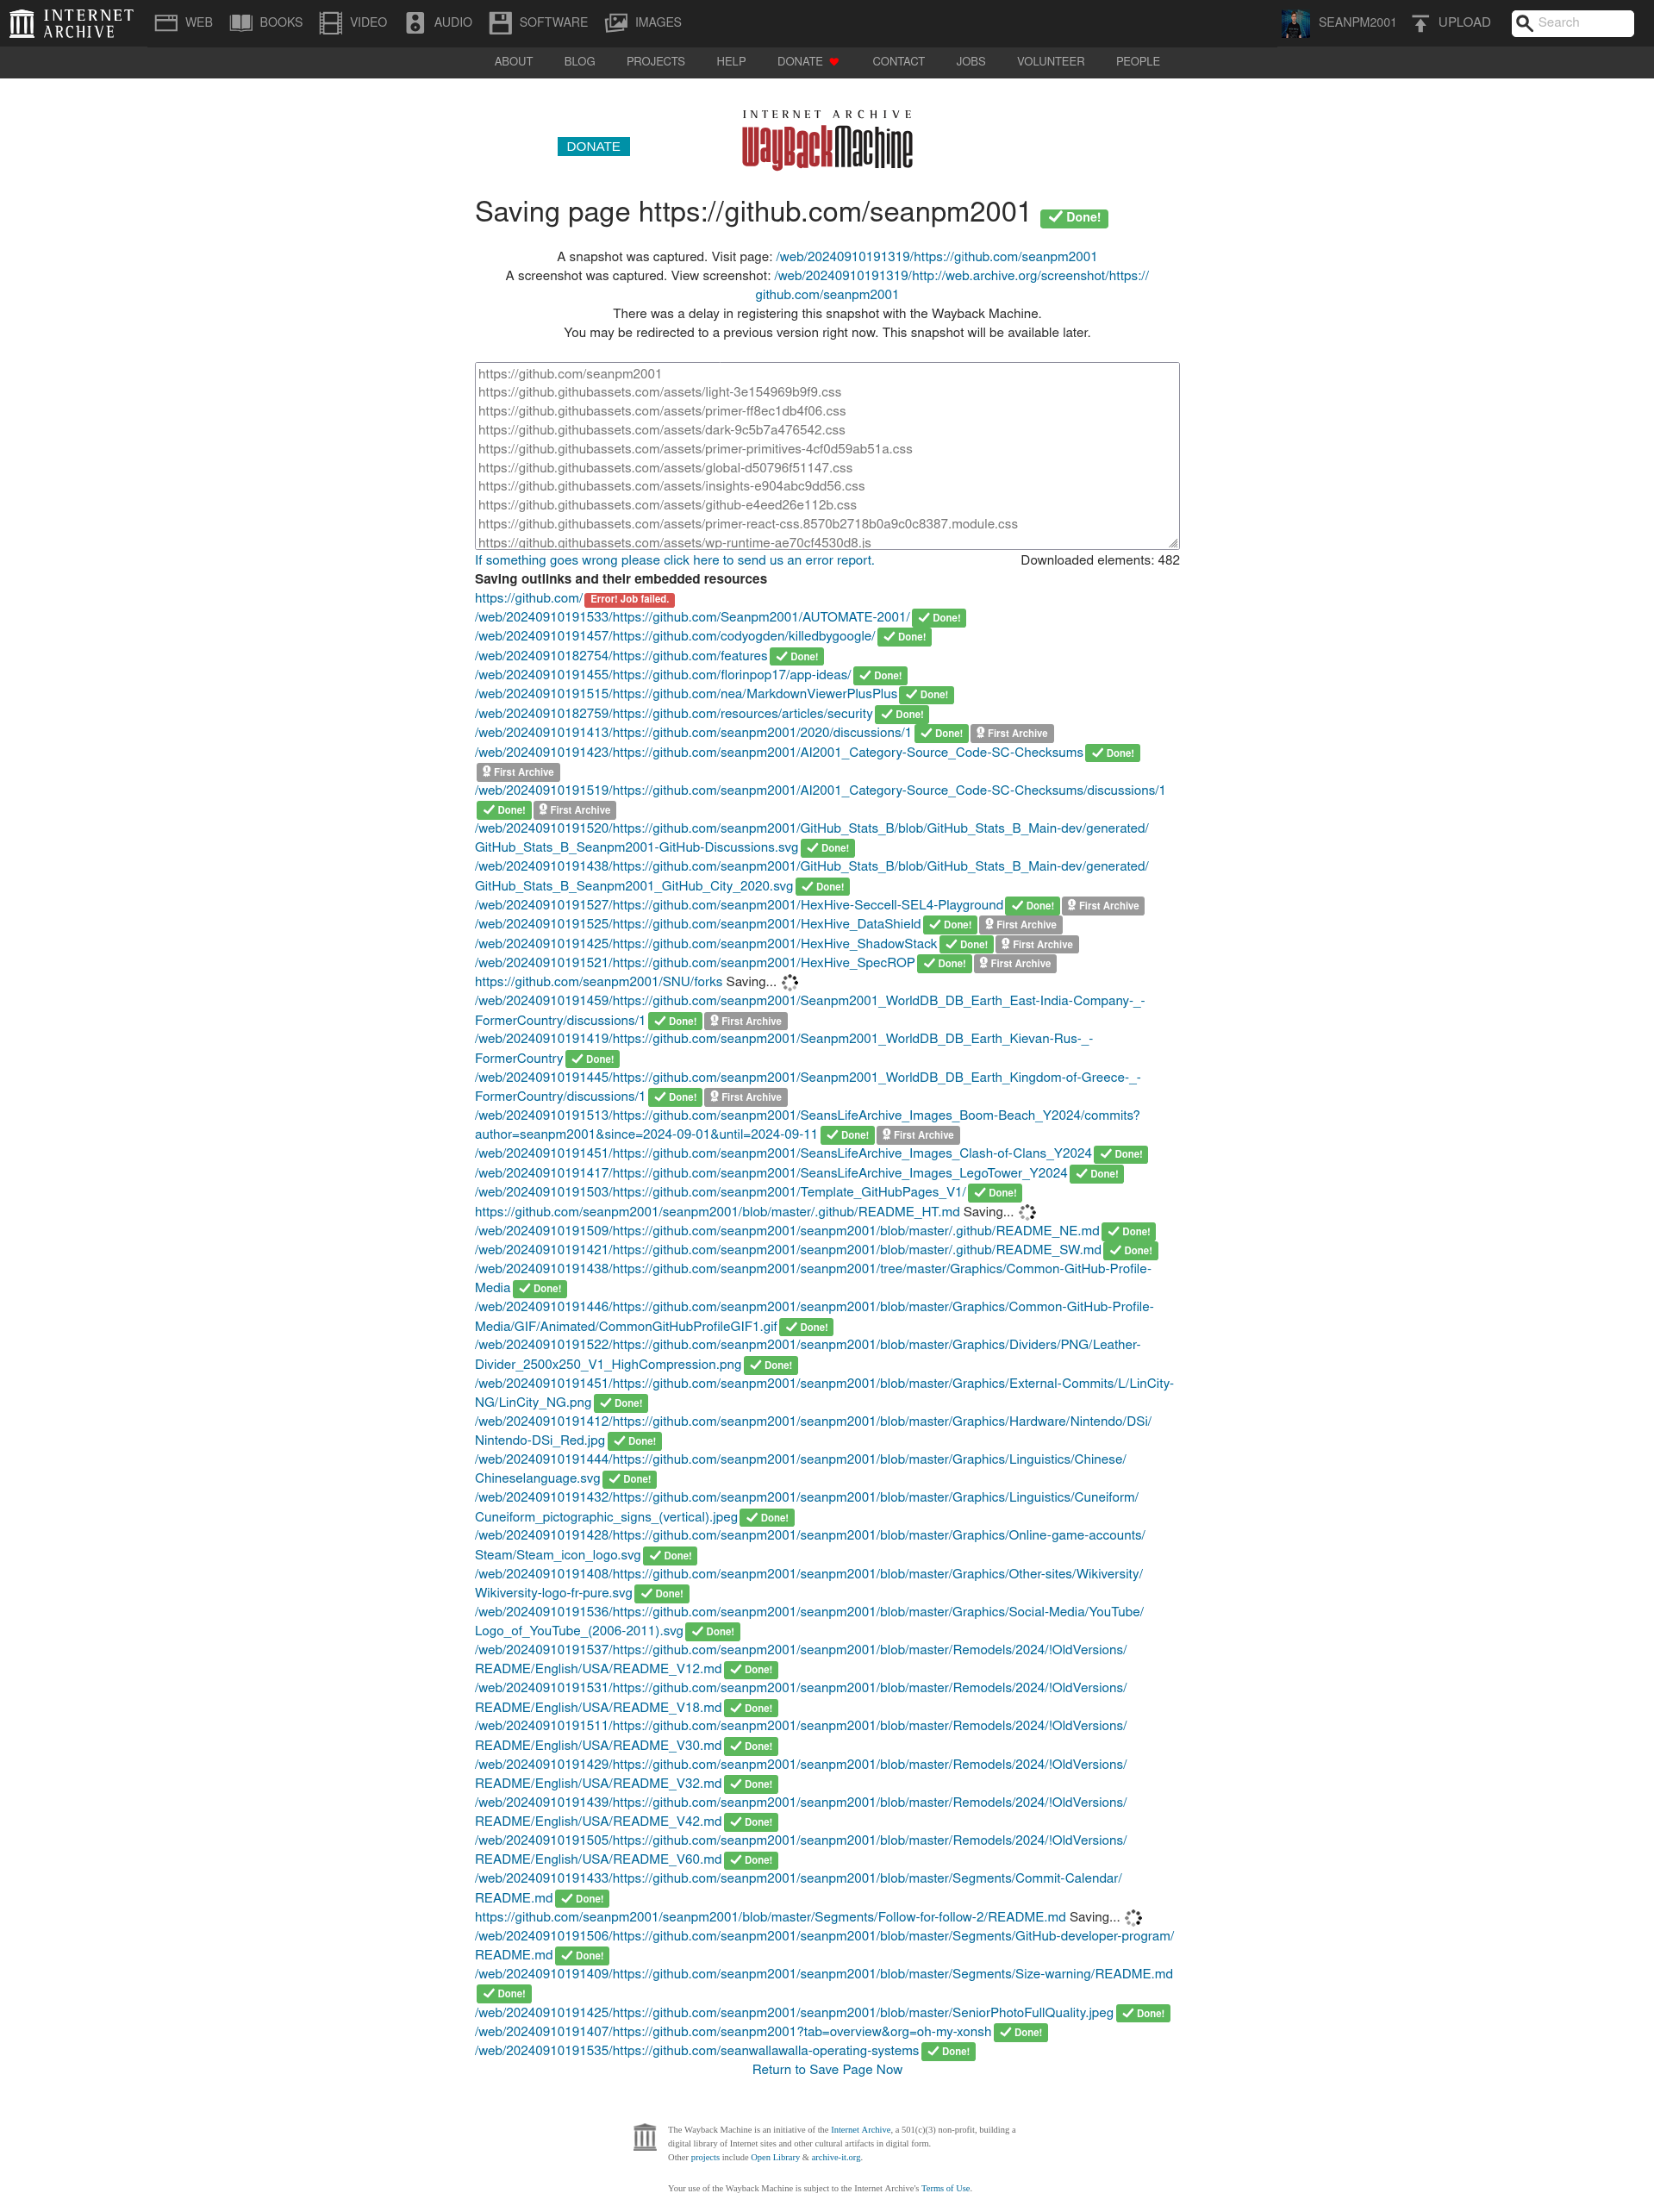 INTERNET ARCHIVE
WEB BOOKS VIDEO AUDIO SOFTWARE IMAGES SEANPM2001 UPLOAD Search
ABOUT BLOG PROJECTS HELP DONATE CONTACT JOBS VOLUNTEER PEOPLE
INTERNET ARCHIVE
WayBackMachine
DONATE
Saving page https://github.com/seanpm2001 Done!
A snapshot was captured. Visit page: /web/20240910191319/https://github.com/seanpm2001
A screenshot was captured. View screenshot: /web/20240910191319/http://web.archive.org/screenshot/https://
github.com/seanpm2001
There was a delay in registering this snapshot with the Wayback Machine.
You may be redirected to a previous version right now. This snapshot will be available later.
https://github.com/seanpm2001
https://github.githubassets.com/assets/light-3e154969b9f9.css
https://github.githubassets.com/assets/primer-ff8ec1db4f06.css
https://github.githubassets.com/assets/dark-9c5b7a476542.css
https://github.githubassets.com/assets/primer-primitives-4cf0d59ab51a.css
https://github.githubassets.com/assets/global-d50796f51147.css
https://github.githubassets.com/assets/insights-e904abc9dd56.css
https://github.githubassets.com/assets/github-e4eed26e112b.css
https://github.githubassets.com/assets/primer-react-css.8570b2718b0a9c0c8387.module.css
https://github.githubassets.com/assets/wp-runtime-ae70cf4530d8.js
If something goes wrong please click here to send us an error report. Downloaded elements: 482
Saving outlinks and their embedded resources
https://github.com/ Error! Job failed.
/web/20240910191533/https://github.com/Seanpm2001/AUTOMATE-2001/ Done!
/web/20240910191457/https://github.com/codyogden/killedbygoogle/ Done!
/web/20240910182754/https://github.com/features Done!
/web/20240910191455/https://github.com/florinpop17/app-ideas/ Done!
/web/20240910191515/https://github.com/nea/MarkdownViewerPlusPlus Done!
/web/20240910182759/https://github.com/resources/articles/security Done!
/web/20240910191413/https://github.com/seanpm2001/2020/discussions/1 Done! First Archive
/web/20240910191423/https://github.com/seanpm2001/AI2001_Category-Source_Code-SC-Checksums Done!
First Archive
/web/20240910191519/https://github.com/seanpm2001/AI2001_Category-Source_Code-SC-Checksums/discussions/1
Done! First Archive
/web/20240910191520/https://github.com/seanpm2001/GitHub_Stats_B/blob/GitHub_Stats_B_Main-dev/generated/
GitHub_Stats_B_Seanpm2001-GitHub-Discussions.svg Done!
/web/20240910191438/https://github.com/seanpm2001/GitHub_Stats_B/blob/GitHub_Stats_B_Main-dev/generated/
GitHub_Stats_B_Seanpm2001_GitHub_City_2020.svg Done!
/web/20240910191527/https://github.com/seanpm2001/HexHive-Seccell-SEL4-Playground Done! First Archive
/web/20240910191525/https://github.com/seanpm2001/HexHive_DataShield Done! First Archive
/web/20240910191425/https://github.com/seanpm2001/HexHive_ShadowStack Done! First Archive
/web/20240910191521/https://github.com/seanpm2001/HexHive_SpecROP Done! First Archive
https://github.com/seanpm2001/SNU/forks Saving...
/web/20240910191459/https://github.com/seanpm2001/Seanpm2001_WorldDB_DB_Earth_East-India-Company-_-
FormerCountry/discussions/1 Done! First Archive
/web/20240910191419/https://github.com/seanpm2001/Seanpm2001_WorldDB_DB_Earth_Kievan-Rus-_-
FormerCountry Done!
/web/20240910191445/https://github.com/seanpm2001/Seanpm2001_WorldDB_DB_Earth_Kingdom-of-Greece-_-
FormerCountry/discussions/1 Done! First Archive
/web/20240910191513/https://github.com/seanpm2001/SeansLifeArchive_Images_Boom-Beach_Y2024/commits?
author=seanpm2001&since=2024-09-01&until=2024-09-11 Done! First Archive
/web/20240910191451/https://github.com/seanpm2001/SeansLifeArchive_Images_Clash-of-Clans_Y2024 Done!
/web/20240910191417/https://github.com/seanpm2001/SeansLifeArchive_Images_LegoTower_Y2024 Done!
/web/20240910191503/https://github.com/seanpm2001/Template_GitHubPages_V1/ Done!
https://github.com/seanpm2001/seanpm2001/blob/master/.github/README_HT.md Saving...
/web/20240910191509/https://github.com/seanpm2001/seanpm2001/blob/master/.github/README_NE.md Done!
/web/20240910191421/https://github.com/seanpm2001/seanpm2001/blob/master/.github/README_SW.md Done!
/web/20240910191438/https://github.com/seanpm2001/seanpm2001/tree/master/Graphics/Common-GitHub-Profile-
Media Done!
/web/20240910191446/https://github.com/seanpm2001/seanpm2001/blob/master/Graphics/Common-GitHub-Profile-
Media/GIF/Animated/CommonGitHubProfileGIF1.gif Done!
/web/20240910191522/https://github.com/seanpm2001/seanpm2001/blob/master/Graphics/Dividers/PNG/Leather-
Divider_2500x250_V1_HighCompression.png Done!
/web/20240910191451/https://github.com/seanpm2001/seanpm2001/blob/master/Graphics/External-Commits/L/LinCity-
NG/LinCity_NG.png Done!
/web/20240910191412/https://github.com/seanpm2001/seanpm2001/blob/master/Graphics/Hardware/Nintendo/DSi/
Nintendo-DSi_Red.jpg Done!
/web/20240910191444/https://github.com/seanpm2001/seanpm2001/blob/master/Graphics/Linguistics/Chinese/
Chineselanguage.svg Done!
/web/20240910191432/https://github.com/seanpm2001/seanpm2001/blob/master/Graphics/Linguistics/Cuneiform/
Cuneiform_pictographic_signs_(vertical).jpeg Done!
/web/20240910191428/https://github.com/seanpm2001/seanpm2001/blob/master/Graphics/Online-game-accounts/
Steam/Steam_icon_logo.svg Done!
/web/20240910191408/https://github.com/seanpm2001/seanpm2001/blob/master/Graphics/Other-sites/Wikiversity/
Wikiversity-logo-fr-pure.svg Done!
/web/20240910191536/https://github.com/seanpm2001/seanpm2001/blob/master/Graphics/Social-Media/YouTube/
Logo_of_YouTube_(2006-2011).svg Done!
/web/20240910191537/https://github.com/seanpm2001/seanpm2001/blob/master/Remodels/2024/!OldVersions/
README/English/USA/README_V12.md Done!
/web/20240910191531/https://github.com/seanpm2001/seanpm2001/blob/master/Remodels/2024/!OldVersions/
README/English/USA/README_V18.md Done!
/web/20240910191511/https://github.com/seanpm2001/seanpm2001/blob/master/Remodels/2024/!OldVersions/
README/English/USA/README_V30.md Done!
/web/20240910191429/https://github.com/seanpm2001/seanpm2001/blob/master/Remodels/2024/!OldVersions/
README/English/USA/README_V32.md Done!
/web/20240910191439/https://github.com/seanpm2001/seanpm2001/blob/master/Remodels/2024/!OldVersions/
README/English/USA/README_V42.md Done!
/web/20240910191505/https://github.com/seanpm2001/seanpm2001/blob/master/Remodels/2024/!OldVersions/
README/English/USA/README_V60.md Done!
/web/20240910191433/https://github.com/seanpm2001/seanpm2001/blob/master/Segments/Commit-Calendar/
README.md Done!
https://github.com/seanpm2001/seanpm2001/blob/master/Segments/Follow-for-follow-2/README.md Saving...
/web/20240910191506/https://github.com/seanpm2001/seanpm2001/blob/master/Segments/GitHub-developer-program/
README.md Done!
/web/20240910191409/https://github.com/seanpm2001/seanpm2001/blob/master/Segments/Size-warning/README.md
Done!
/web/20240910191425/https://github.com/seanpm2001/seanpm2001/blob/master/SeniorPhotoFullQuality.jpeg Done!
/web/20240910191407/https://github.com/seanpm2001?tab=overview&org=oh-my-xonsh Done!
/web/20240910191535/https://github.com/seanwallawalla-operating-systems Done!
Return to Save Page Now
The Wayback Machine is an initiative of the Internet Archive, a 501(c)(3) non-profit, building a
digital library of Internet sites and other cultural artifacts in digital form.
Other projects include Open Library & archive-it.org.
Your use of the Wayback Machine is subject to the Internet Archive's Terms of Use.